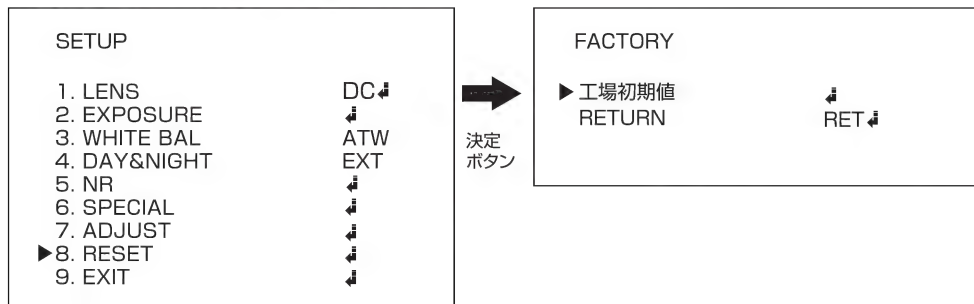 SETUP
1. LENS DC↲
2. EXPOSURE ↲
3. WHITE BAL ATW
4. DAY&NIGHT EXT
5. NR ↲
6. SPECIAL ↲
7. ADJUST ↲
▶8. RESET ↲
9. EXIT ↲
決定
ボタン
FACTORY
▶工場初期値 ↲
RETURN RET↲